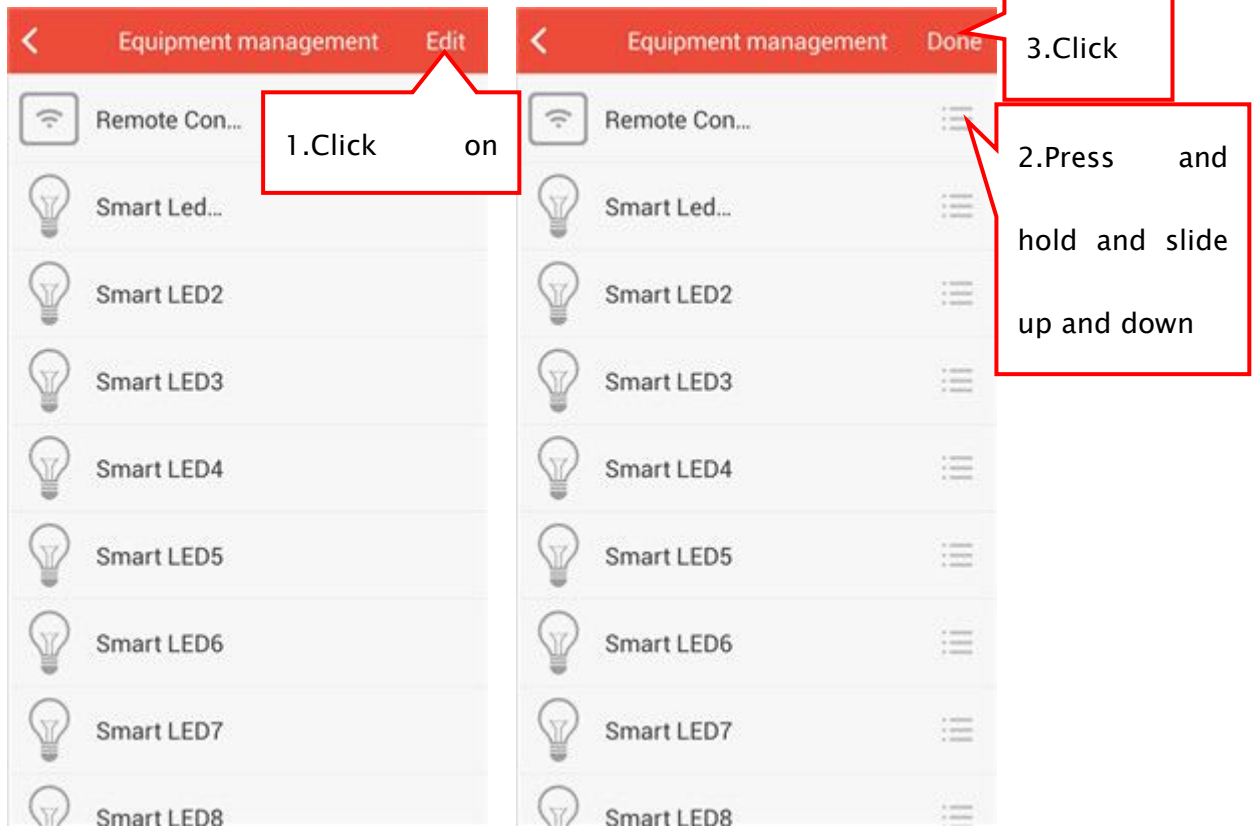 Equipment management Edit
1.Click on
Remote Con...
Smart Led...
Smart LED2
Smart LED3
Smart LED4
Smart LED5
Smart LED6
Smart LED7
Smart LED8
Equipment management Done
3.Click
2.Press and
hold and slide
up and down
Remote Con...
Smart Led...
Smart LED2
Smart LED3
Smart LED4
Smart LED5
Smart LED6
Smart LED7
Smart LED8